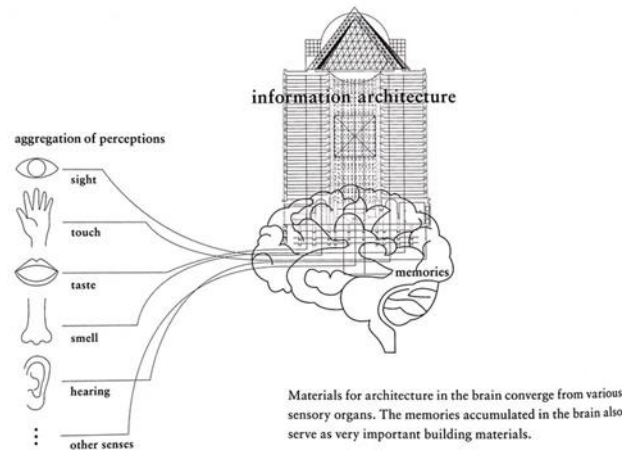 information architecture
aggregation of perceptions
sight
touch
taste
memories
smell
hearing
other senses
Materials for architecture in the brain converge from various
sensory organs. The memories accumulated in the brain also
serve as very important building materials.